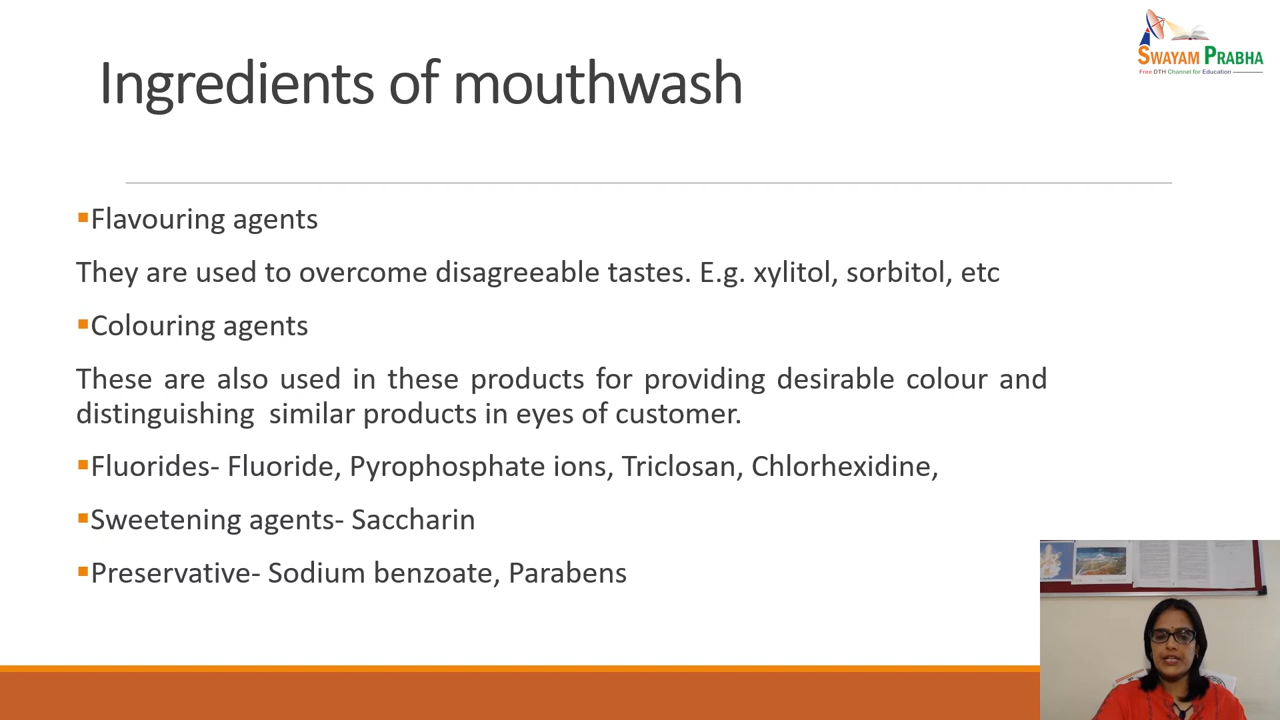 SWAYAM PRABHA
Free DTH Channel for Education
Ingredients of mouthwash
▪Flavouring agents
They are used to overcome disagreeable tastes. E.g. xylitol, sorbitol, etc
▪Colouring agents
These are also used in these products for providing desirable colour and
distinguishing similar products in eyes of customer.
▪Fluorides- Fluoride, Pyrophosphate ions, Triclosan, Chlorhexidine,
▪Sweetening agents- Saccharin
▪Preservative- Sodium benzoate, Parabens